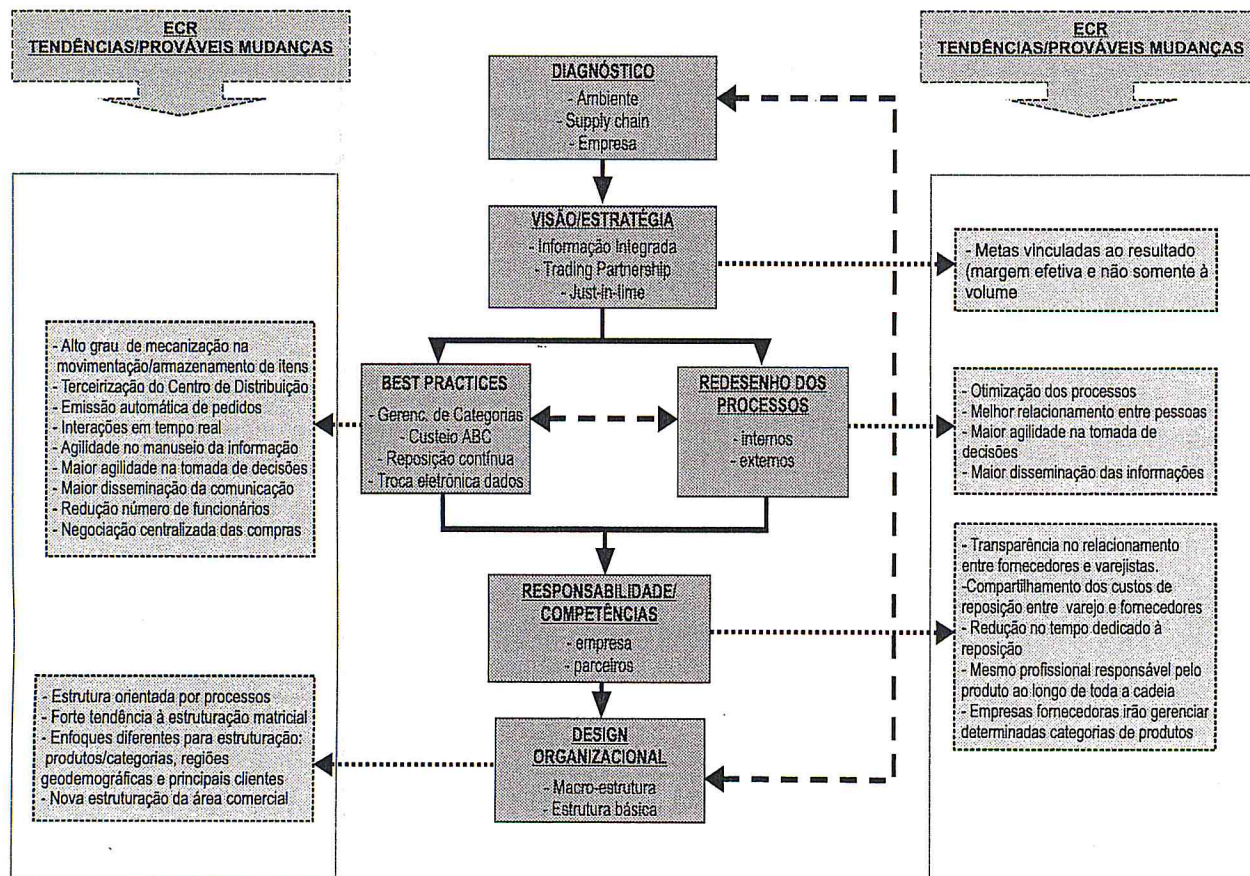 ECR
TENDÊNCIAS/PROVÁVEIS MUDANÇAS
ECR
TENDÊNCIAS/PROVÁVEIS MUDANÇAS
DIAGNÓSTICO
- Ambiente
- Supply chain
- Empresa
VISÃO/ESTRATÉGIA
- Informação Integrada
- Trading Partnership
- Just-in-time
- Metas vinculadas ao resultado
(margem efetiva e não somente à
volume
- Alto grau de mecanização na
movimentação/armazenamento de itens
- Terceirização do Centro de Distribuição
- Emissão automática de pedidos
- Interações em tempo real
- Agilidade no manuseio da informação
- Maior agilidade na tomada de decisões
- Maior disseminação da comunicação
- Redução número de funcionários
- Negociação centralizada das compras
BEST PRACTICES
- Gerenc. de Categorias
- Custeio ABC
- Reposição contínua
- Troca eletrônica dados
REDESENHO DOS
PROCESSOS
- internos
- externos
- Otimização dos processos
- Melhor relacionamento entre pessoas
- Maior agilidade na tomada de
decisões
- Maior disseminação das informações
RESPONSABILIDADE/
COMPETÊNCIAS
- empresa
- parceiros
- Transparência no relacionamento
entre fornecedores e varejistas.
-Compartilhamento dos custos de
reposição entre varejo e fornecedores
- Redução no tempo dedicado à
reposição
- Mesmo profissional responsável pelo
produto ao longo de toda a cadeia
- Empresas fornecedoras irão gerenciar
determinadas categorias de produtos
- Estrutura orientada por processos
- Forte tendência à estruturação matricial
- Enfoques diferentes para estruturação:
produtos/categorias, regiões
geodemográficas e principais clientes
- Nova estruturação da área comercial
DESIGN
ORGANIZACIONAL
- Macro-estrutura
- Estrutura básica